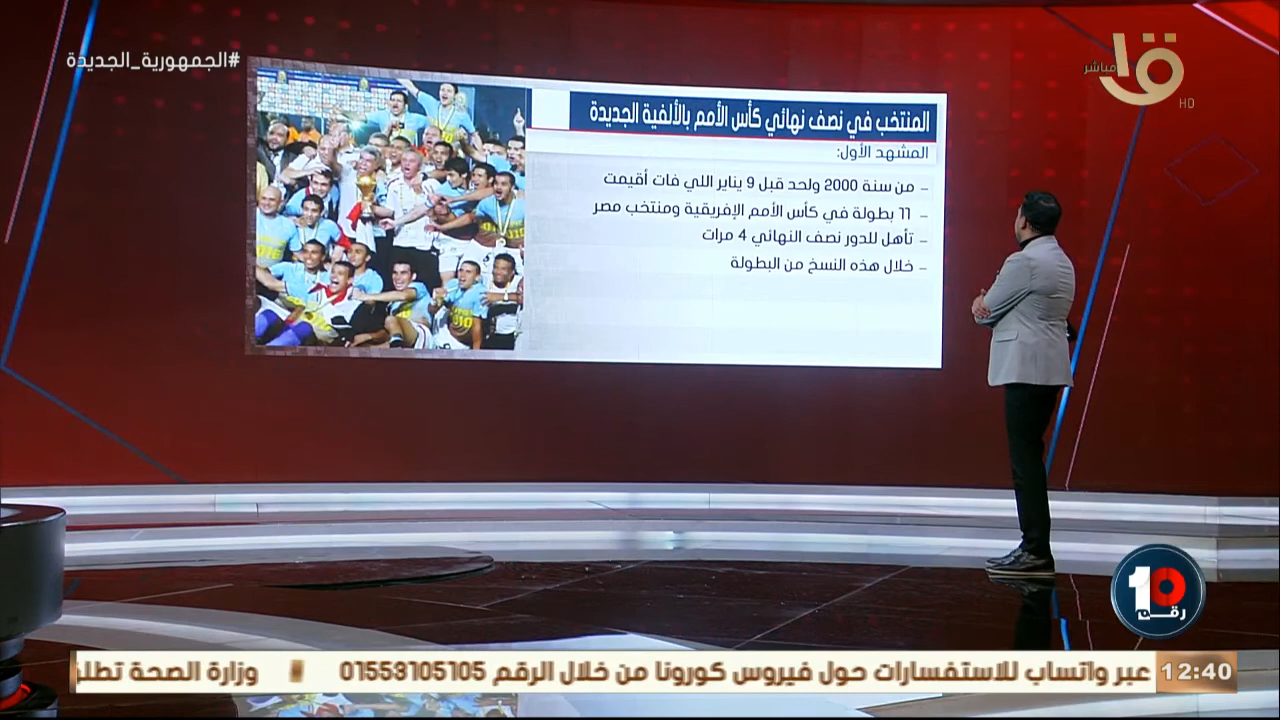 #الجمهورية_الجديدة
مباشر
HD
المنتخب في نصف نهائي كأس الأمم بالألفية الجديدة
المشهد الأول:
- من سنة 2000 ولحد قبل 9 يناير اللي فات أقيمت
- 11 بطولة في كأس الأمم الإفريقية ومنتخب مصر
- تأهل للدور نصف النهائي 4 مرات
- خلال هذه النسخ من البطولة
10
رقم
12:40
عبر واتساب للاستفسارات حول فيروس كورونا من خلال الرقم 01553105105 وزارة الصحة تطلق